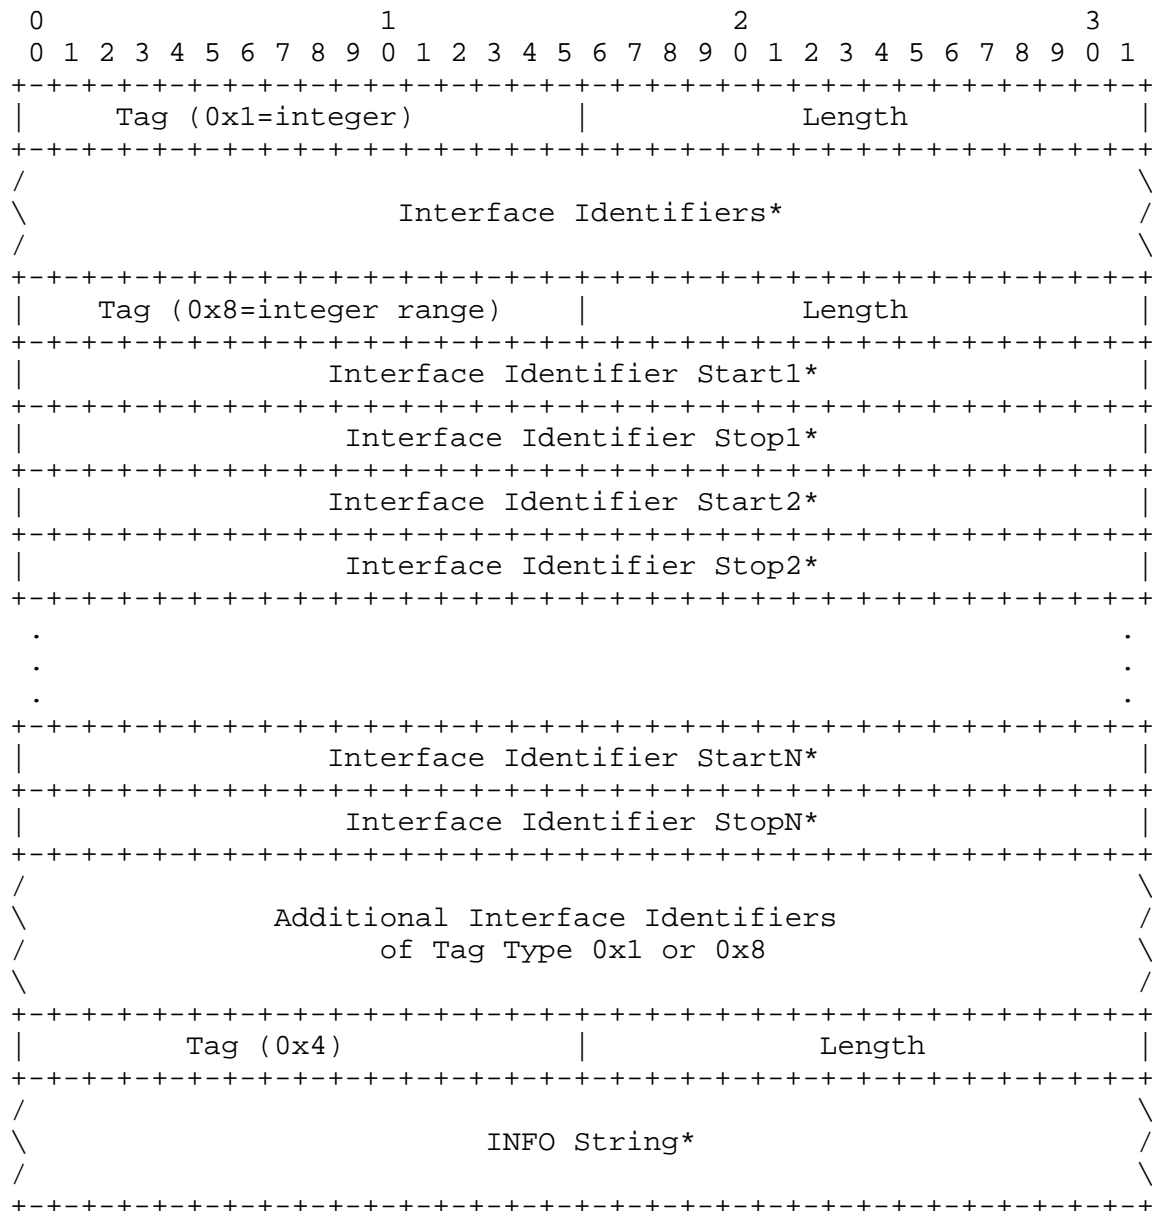 0                   1                   2                   3
 0 1 2 3 4 5 6 7 8 9 0 1 2 3 4 5 6 7 8 9 0 1 2 3 4 5 6 7 8 9 0 1
+-+-+-+-+-+-+-+-+-+-+-+-+-+-+-+-+-+-+-+-+-+-+-+-+-+-+-+-+-+-+-+-+
|     Tag (0x1=integer)         |            Length             |
+-+-+-+-+-+-+-+-+-+-+-+-+-+-+-+-+-+-+-+-+-+-+-+-+-+-+-+-+-+-+-+-+
/                                                               \
\                     Interface Identifiers*                    /
/                                                               \
+-+-+-+-+-+-+-+-+-+-+-+-+-+-+-+-+-+-+-+-+-+-+-+-+-+-+-+-+-+-+-+-+
|    Tag (0x8=integer range)    |            Length             |
+-+-+-+-+-+-+-+-+-+-+-+-+-+-+-+-+-+-+-+-+-+-+-+-+-+-+-+-+-+-+-+-+
|                 Interface Identifier Start1*                  |
+-+-+-+-+-+-+-+-+-+-+-+-+-+-+-+-+-+-+-+-+-+-+-+-+-+-+-+-+-+-+-+-+
|                  Interface Identifier Stop1*                  |
+-+-+-+-+-+-+-+-+-+-+-+-+-+-+-+-+-+-+-+-+-+-+-+-+-+-+-+-+-+-+-+-+
|                 Interface Identifier Start2*                  |
+-+-+-+-+-+-+-+-+-+-+-+-+-+-+-+-+-+-+-+-+-+-+-+-+-+-+-+-+-+-+-+-+
|                  Interface Identifier Stop2*                  |
+-+-+-+-+-+-+-+-+-+-+-+-+-+-+-+-+-+-+-+-+-+-+-+-+-+-+-+-+-+-+-+-+
 .                                                             .
 .                                                             .
 .                                                             .
+-+-+-+-+-+-+-+-+-+-+-+-+-+-+-+-+-+-+-+-+-+-+-+-+-+-+-+-+-+-+-+-+
|                 Interface Identifier StartN*                  |
+-+-+-+-+-+-+-+-+-+-+-+-+-+-+-+-+-+-+-+-+-+-+-+-+-+-+-+-+-+-+-+-+
|                  Interface Identifier StopN*                  |
+-+-+-+-+-+-+-+-+-+-+-+-+-+-+-+-+-+-+-+-+-+-+-+-+-+-+-+-+-+-+-+-+
/                                                               \
\              Additional Interface Identifiers                 /
/                    of Tag Type 0x1 or 0x8                     \
\                                                               /
+-+-+-+-+-+-+-+-+-+-+-+-+-+-+-+-+-+-+-+-+-+-+-+-+-+-+-+-+-+-+-+-+
|         Tag (0x4)             |             Length            |
+-+-+-+-+-+-+-+-+-+-+-+-+-+-+-+-+-+-+-+-+-+-+-+-+-+-+-+-+-+-+-+-+
/                                                               \
\                          INFO String*                         /
/                                                               \
+-+-+-+-+-+-+-+-+-+-+-+-+-+-+-+-+-+-+-+-+-+-+-+-+-+-+-+-+-+-+-+-+